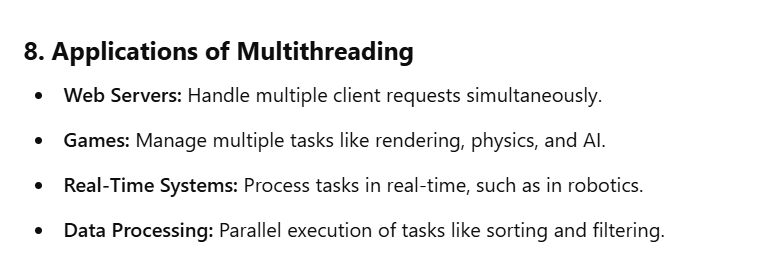 8. Applications of Multithreading
• Web Servers: Handle multiple client requests simultaneously.
• Games: Manage multiple tasks like rendering, physics, and AI.
• Real-Time Systems: Process tasks in real-time, such as in robotics.
• Data Processing: Parallel execution of tasks like sorting and filtering.